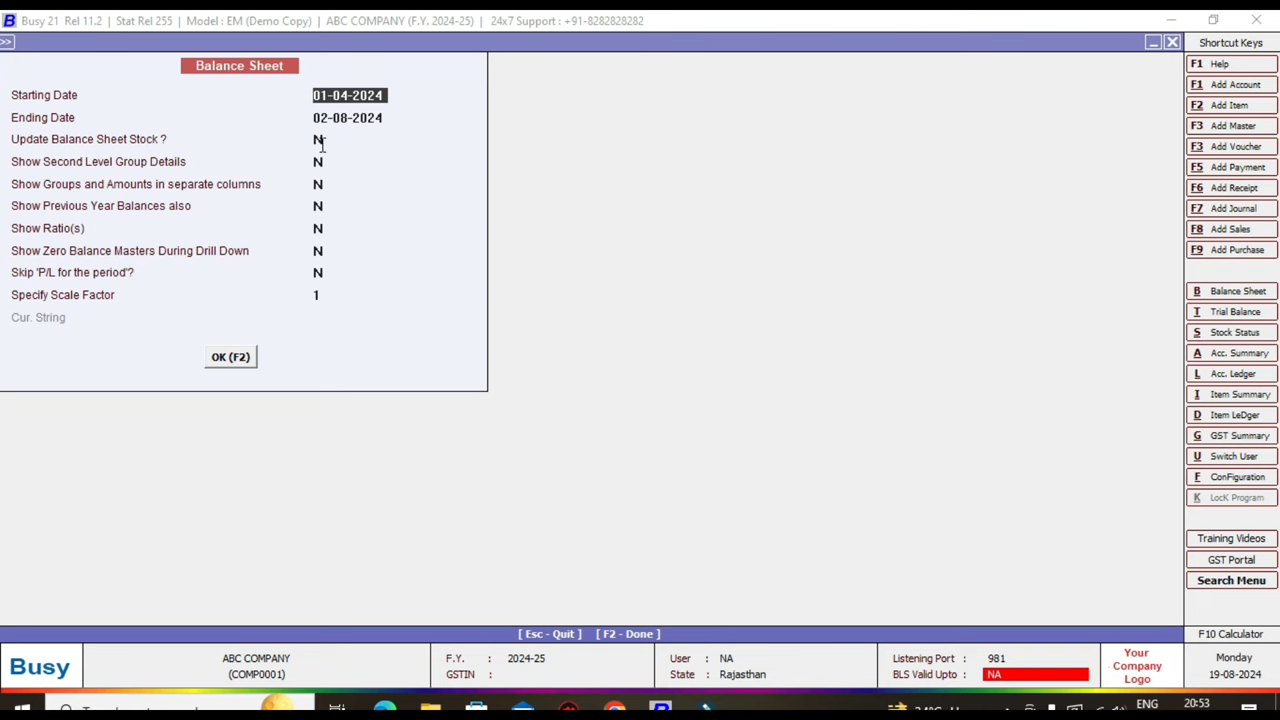 Busy 21 Rel 11.2 | Stat Rel 255 | Model : EM (Demo Copy) | ABC COMPANY (F.Y. 2024-25) | 24x7 Support : +91-8282828282
>>
Balance Sheet
Starting Date 01-04-2024
Ending Date 02-08-2024
Update Balance Sheet Stock ? N
Show Second Level Group Details N
Show Groups and Amounts in separate columns N
Show Previous Year Balances also N
Show Ratio(s) N
Show Zero Balance Masters During Drill Down N
Skip 'P/L for the period'? N
Specify Scale Factor 1
Cur. String
OK (F2)
Shortcut Keys
F1 Help
F1 Add Account
F2 Add Item
F3 Add Master
F3 Add Voucher
F5 Add Payment
F6 Add Receipt
F7 Add Journal
F8 Add Sales
F9 Add Purchase
B Balance Sheet
T Trial Balance
S Stock Status
A Acc. Summary
L Acc. Ledger
I Item Summary
D Item LeDger
G GST Summary
U Switch User
F ConFiguration
K LocK Program
Training Videos
GST Portal
Search Menu
[ Esc - Quit ] [ F2 - Done ]
F10 Calculator
Busy
ABC COMPANY
(COMP0001)
F.Y. : 2024-25
GSTIN :
User : NA
State : Rajasthan
Listening Port : 981
BLS Valid Upto : NA
Your
Company
Logo
Monday
19-08-2024
ENG 20:53